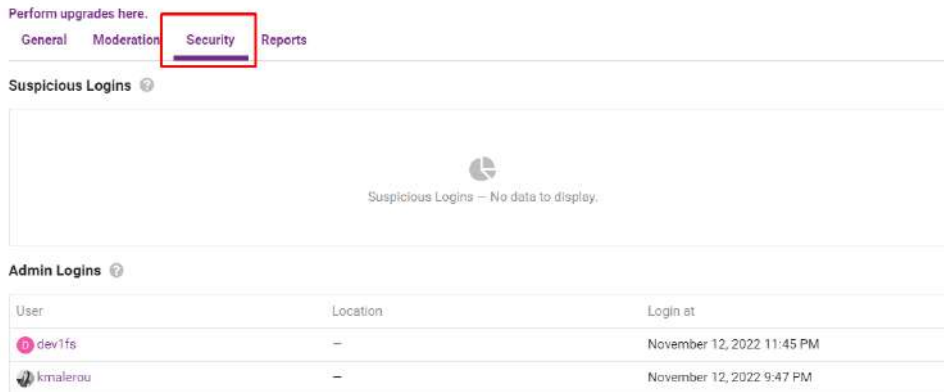 Perform upgrades here.
General Moderation Security Reports
Suspicious Logins
Suspicious Logins — No data to display.
Admin Logins
User Location Login at
D dev1fs — November 12, 2022 11:45 PM
kmalerou — November 12, 2022 9:47 PM